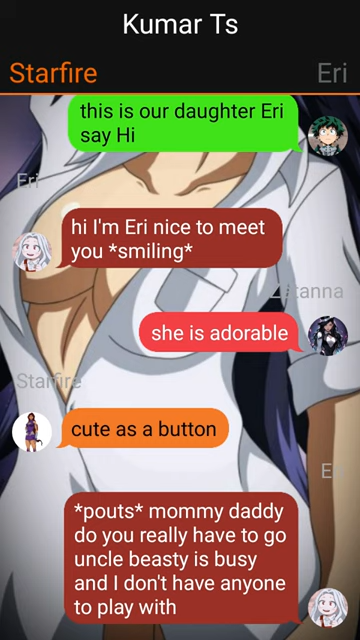 Kumar Ts
Starfire Eri
this is our daughter Eri
say Hi
Eri
hi I'm Eri nice to meet
you *smiling*
Zatanna
she is adorable
Starfire
cute as a button
*pouts* mommy daddy
do you really have to go
uncle beasty is busy
and I don't have anyone
to play with